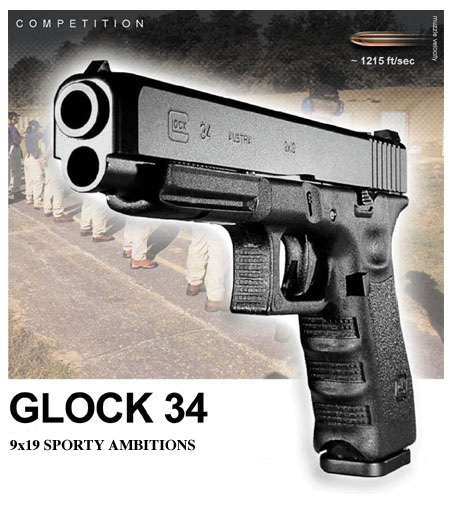 COMPETITION
muzzle velocity
~ 1215 ft/sec
GLOCK 34 AUSTRIA 9x19
GLOCK 34
9x19 SPORTY AMBITIONS